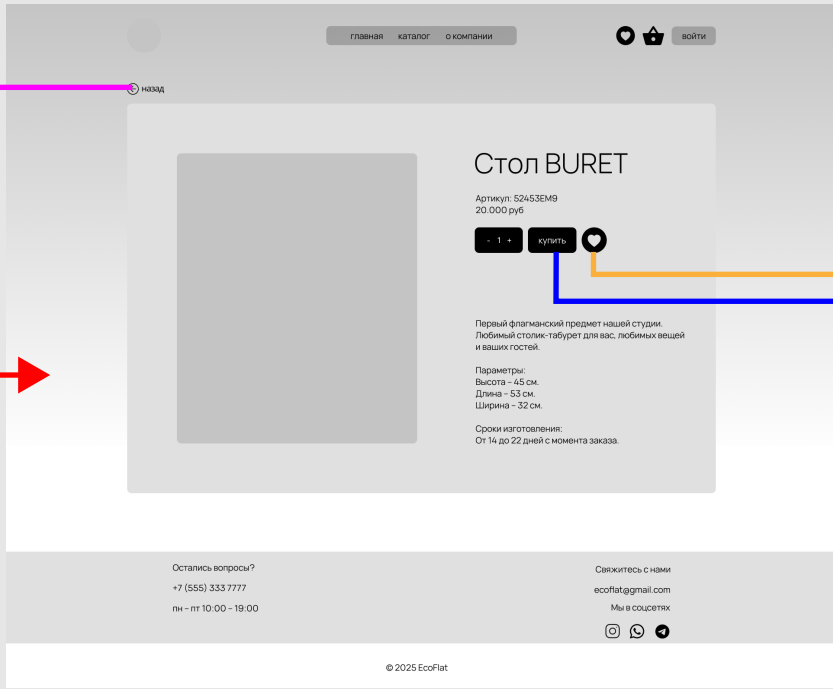 главная каталог о компании
войти
назад
Стол BURET
Артикул: 52453EM9
20.000 руб
- 1 +
купить
Первый флагманский предмет нашей студии.
Любимый столик-табурет для вас, любимых вещей
и ваших гостей.
Параметры:
Высота – 45 см.
Длина – 53 см.
Ширина – 32 см.
Сроки изготовления:
От 14 до 22 дней с момента заказа.
Остались вопросы?
+7 (555) 333 7777
пн – пт 10:00 – 19:00
Свяжитесь с нами
ecoflat@gmail.com
Мы в соцсетях
© 2025 EcoFlat